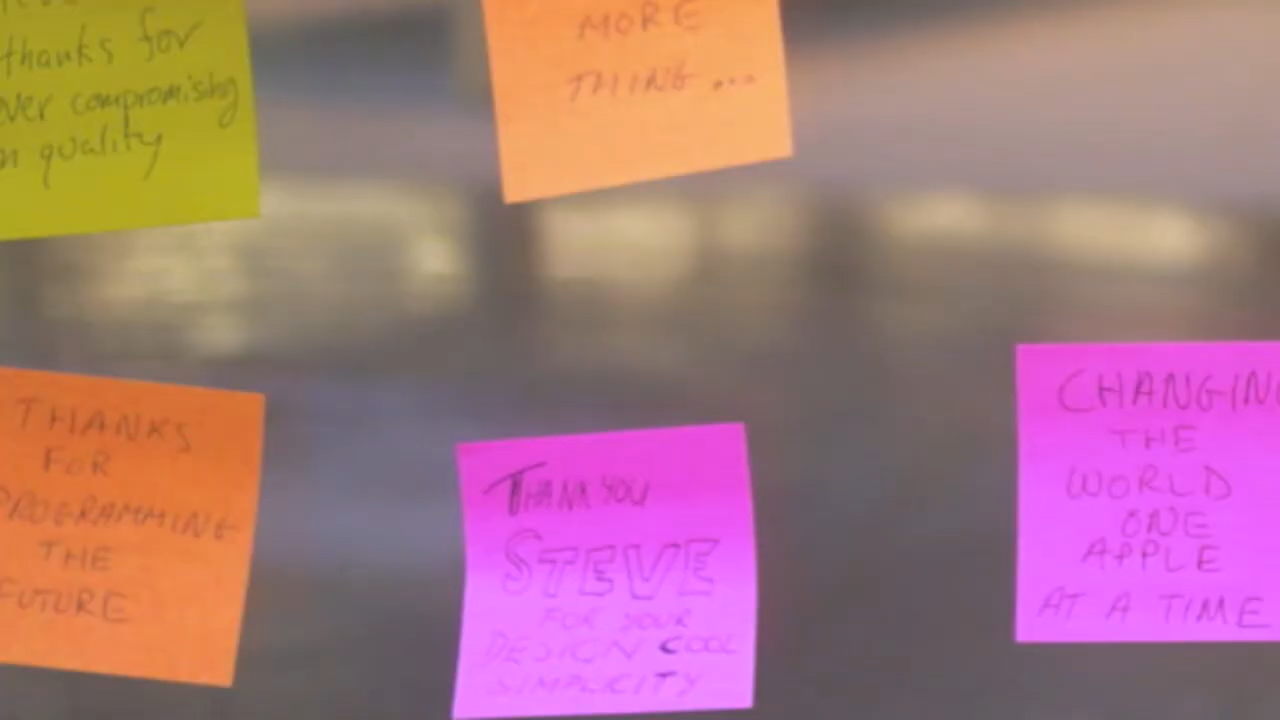 thanks for
ver compromising
n quality
MORE
THING...
THANKS
FOR
PROGRAMMING
THE
FUTURE
THANK YOU
STEVE
FOR YOUR
DESIGN COOL
SIMPLICITY
CHANGING
THE
WORLD
ONE
APPLE
AT A TIME